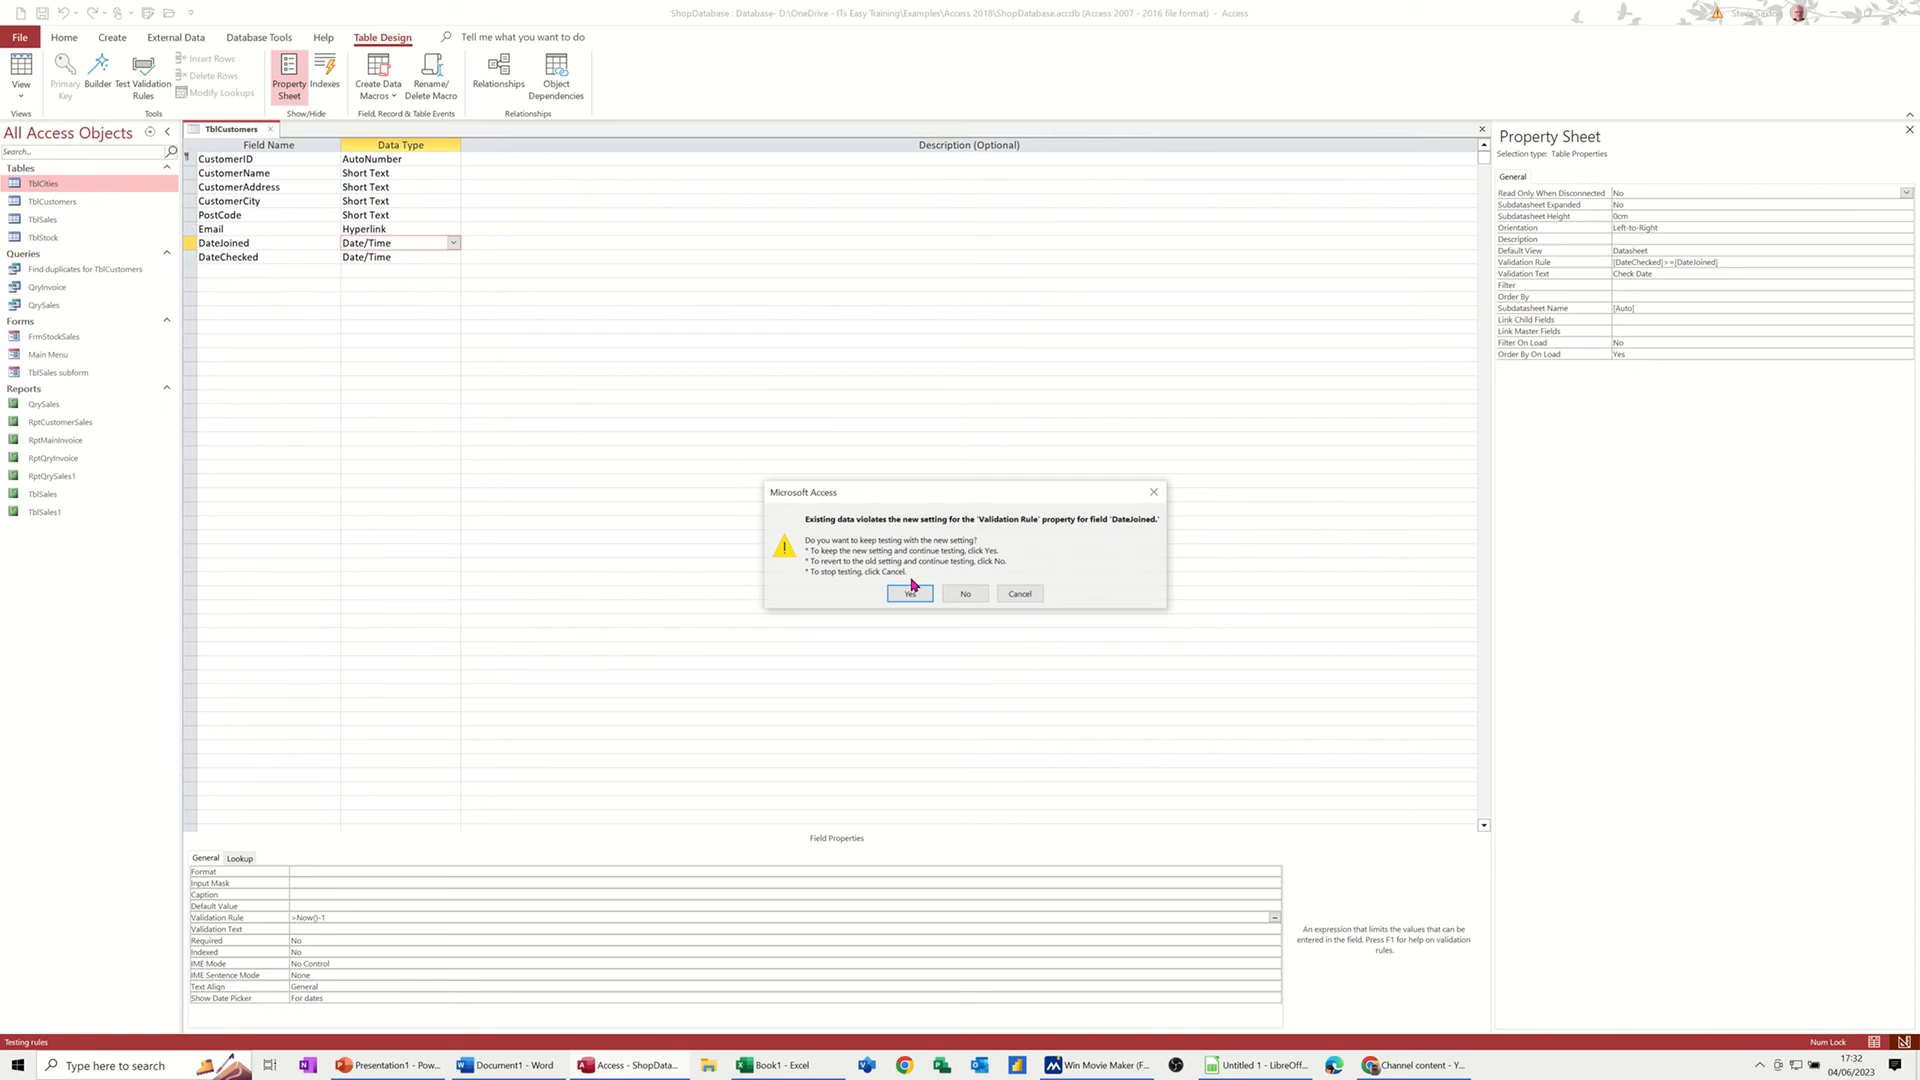 ShopDatabase : Database- D:\OneDrive - ITs Easy Training\Examples\Access 2018\ShopDatabase.accdb (Access 2007 - 2016 file format) - Access
File Home Create External Data Database Tools Help Table Design Tell me what you want to do
View
Primary Key
Builder
Test Validation Rules
Insert Rows
Delete Rows
Modify Lookups
Property Sheet
Indexes
Create Data Macros
Rename/ Delete Macro
Relationships
Object Dependencies
Views Tools Show/Hide Field, Record & Table Events Relationships
All Access Objects
Search...
Tables
TblCities
TblCustomers
TblSales
TblStock
Queries
Find duplicates for TblCustomers
QryInvoice
QrySales
Forms
FrmStockSales
Main Menu
TblSales subform
Reports
QrySales
RptCustomerSales
RptMainInvoice
RptQryInvoice
RptQrySales1
TblSales
TblSales1
TblCustomers
Field Name Data Type Description (Optional)
CustomerID AutoNumber
CustomerName Short Text
CustomerAddress Short Text
CustomerCity Short Text
PostCode Short Text
Email Hyperlink
DateJoined Date/Time
DateChecked Date/Time
Microsoft Access
Existing data violates the new setting for the 'Validation Rule' property for field 'DateJoined.'
Do you want to keep testing with the new setting?
* To keep the new setting and continue testing, click Yes.
* To revert to the old setting and continue testing, click No.
* To stop testing, click Cancel.
Yes No Cancel
Field Properties
General Lookup
Format
Input Mask
Caption
Default Value
Validation Rule >Now()-1
Validation Text
Required No
Indexed No
IME Mode No Control
IME Sentence Mode None
Text Align General
Show Date Picker For dates
An expression that limits the values that can be
entered in the field. Press F1 for help on validation
rules.
Property Sheet
Selection type: Table Properties
General
Read Only When Disconnected No
Subdatasheet Expanded No
Subdatasheet Height 0cm
Orientation Left-to-Right
Description
Default View Datasheet
Validation Rule [DateChecked]>=[DateJoined]
Validation Text Check Date
Filter
Order By
Subdatasheet Name [Auto]
Link Child Fields
Link Master Fields
Filter On Load No
Order By On Load Yes
Testing rules Num Lock
Type here to search
Presentation1 - Pow...
Document1 - Word
Access - ShopData...
Book1 - Excel
Win Movie Maker (F...
Untitled 1 - LibreOff...
Channel content - Y...
17:32
04/06/2023